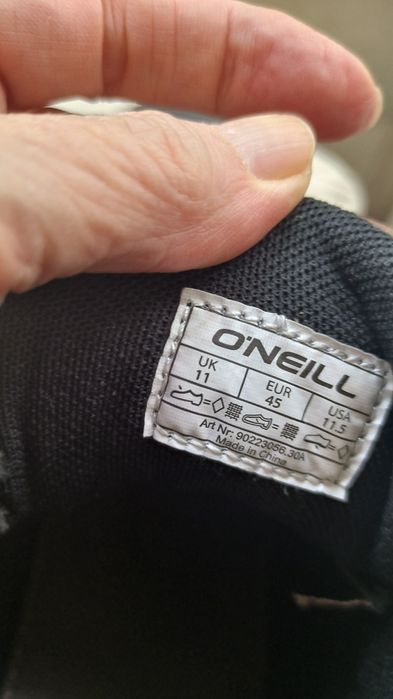 O'NEILL
UK EUR USA
11 45 11.5
Art Nr: 90223056.30A
Made in China